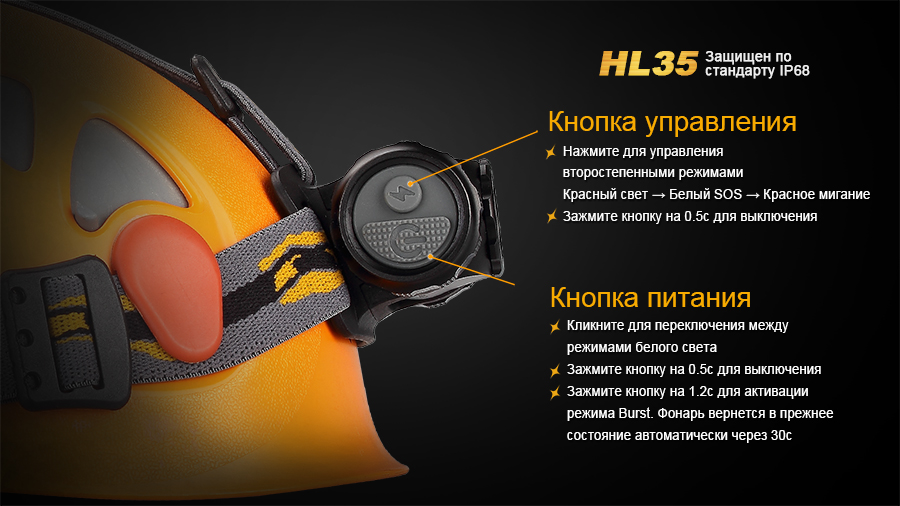 HL35 Защищен по
стандарту IP68
Кнопка управления
Нажмите для управления
второстепенными режимами
Красный свет → Белый SOS → Красное мигание
Зажмите кнопку на 0.5с для выключения
Кнопка питания
Кликните для переключения между
режимами белого света
Зажмите кнопку на 0.5с для выключения
Зажмите кнопку на 1.2с для активации
режима Burst. Фонарь вернется в прежнее
состояние автоматически через 30с